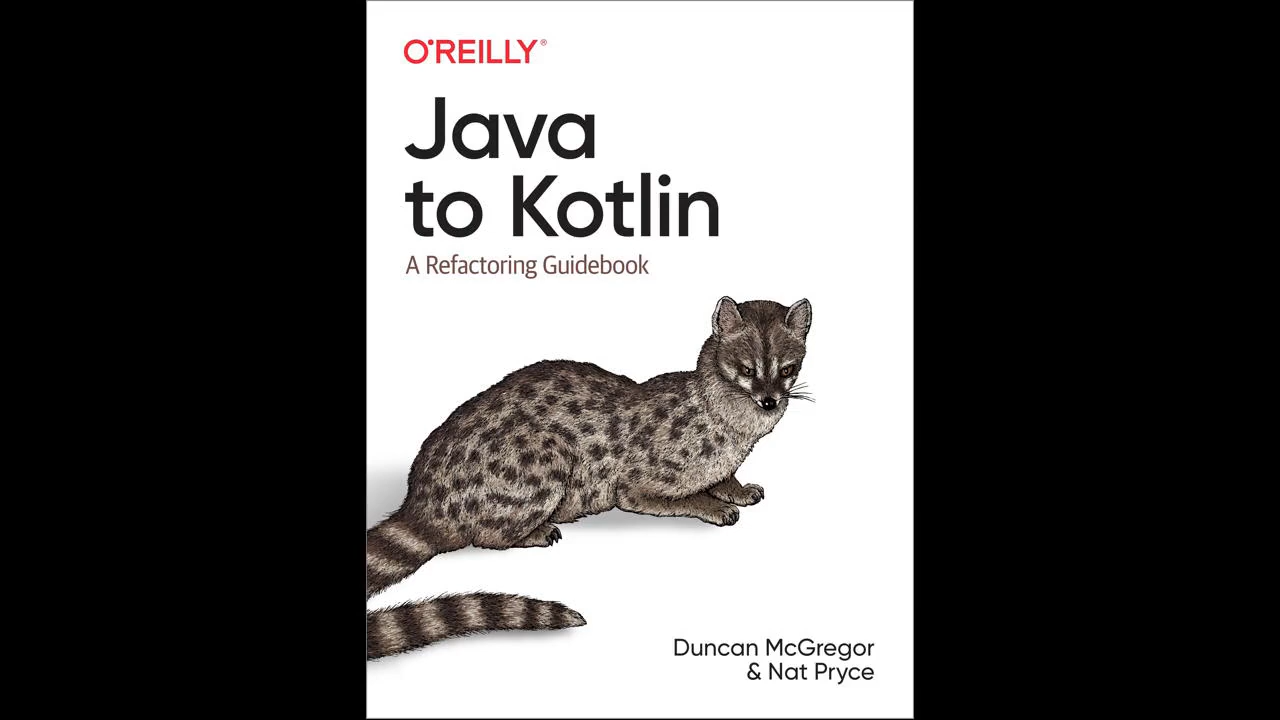 O'REILLY®
Java
to Kotlin
A Refactoring Guidebook
Duncan McGregor
& Nat Pryce